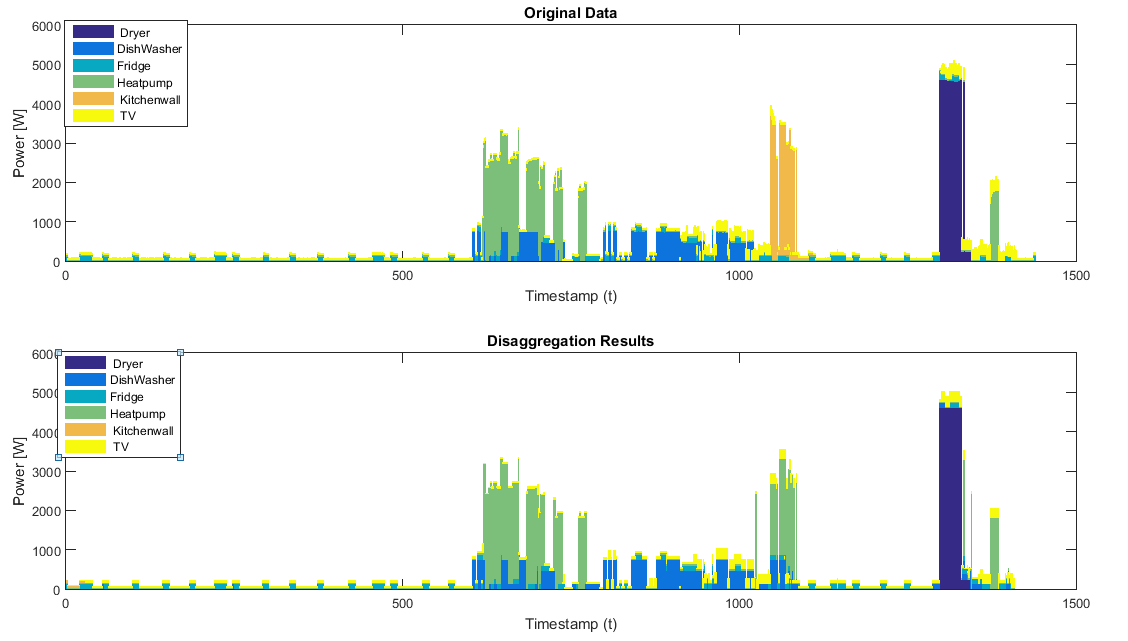 Original Data
6000
5000
4000
3000
2000
1000
0
Power [W]
Dryer
DishWasher
Fridge
Heatpump
Kitchenwall
TV
0 500 1000 1500
Timestamp (t)
Disaggregation Results
6000
5000
4000
3000
2000
1000
0
Power [W]
Dryer
DishWasher
Fridge
Heatpump
Kitchenwall
TV
0 500 1000 1500
Timestamp (t)